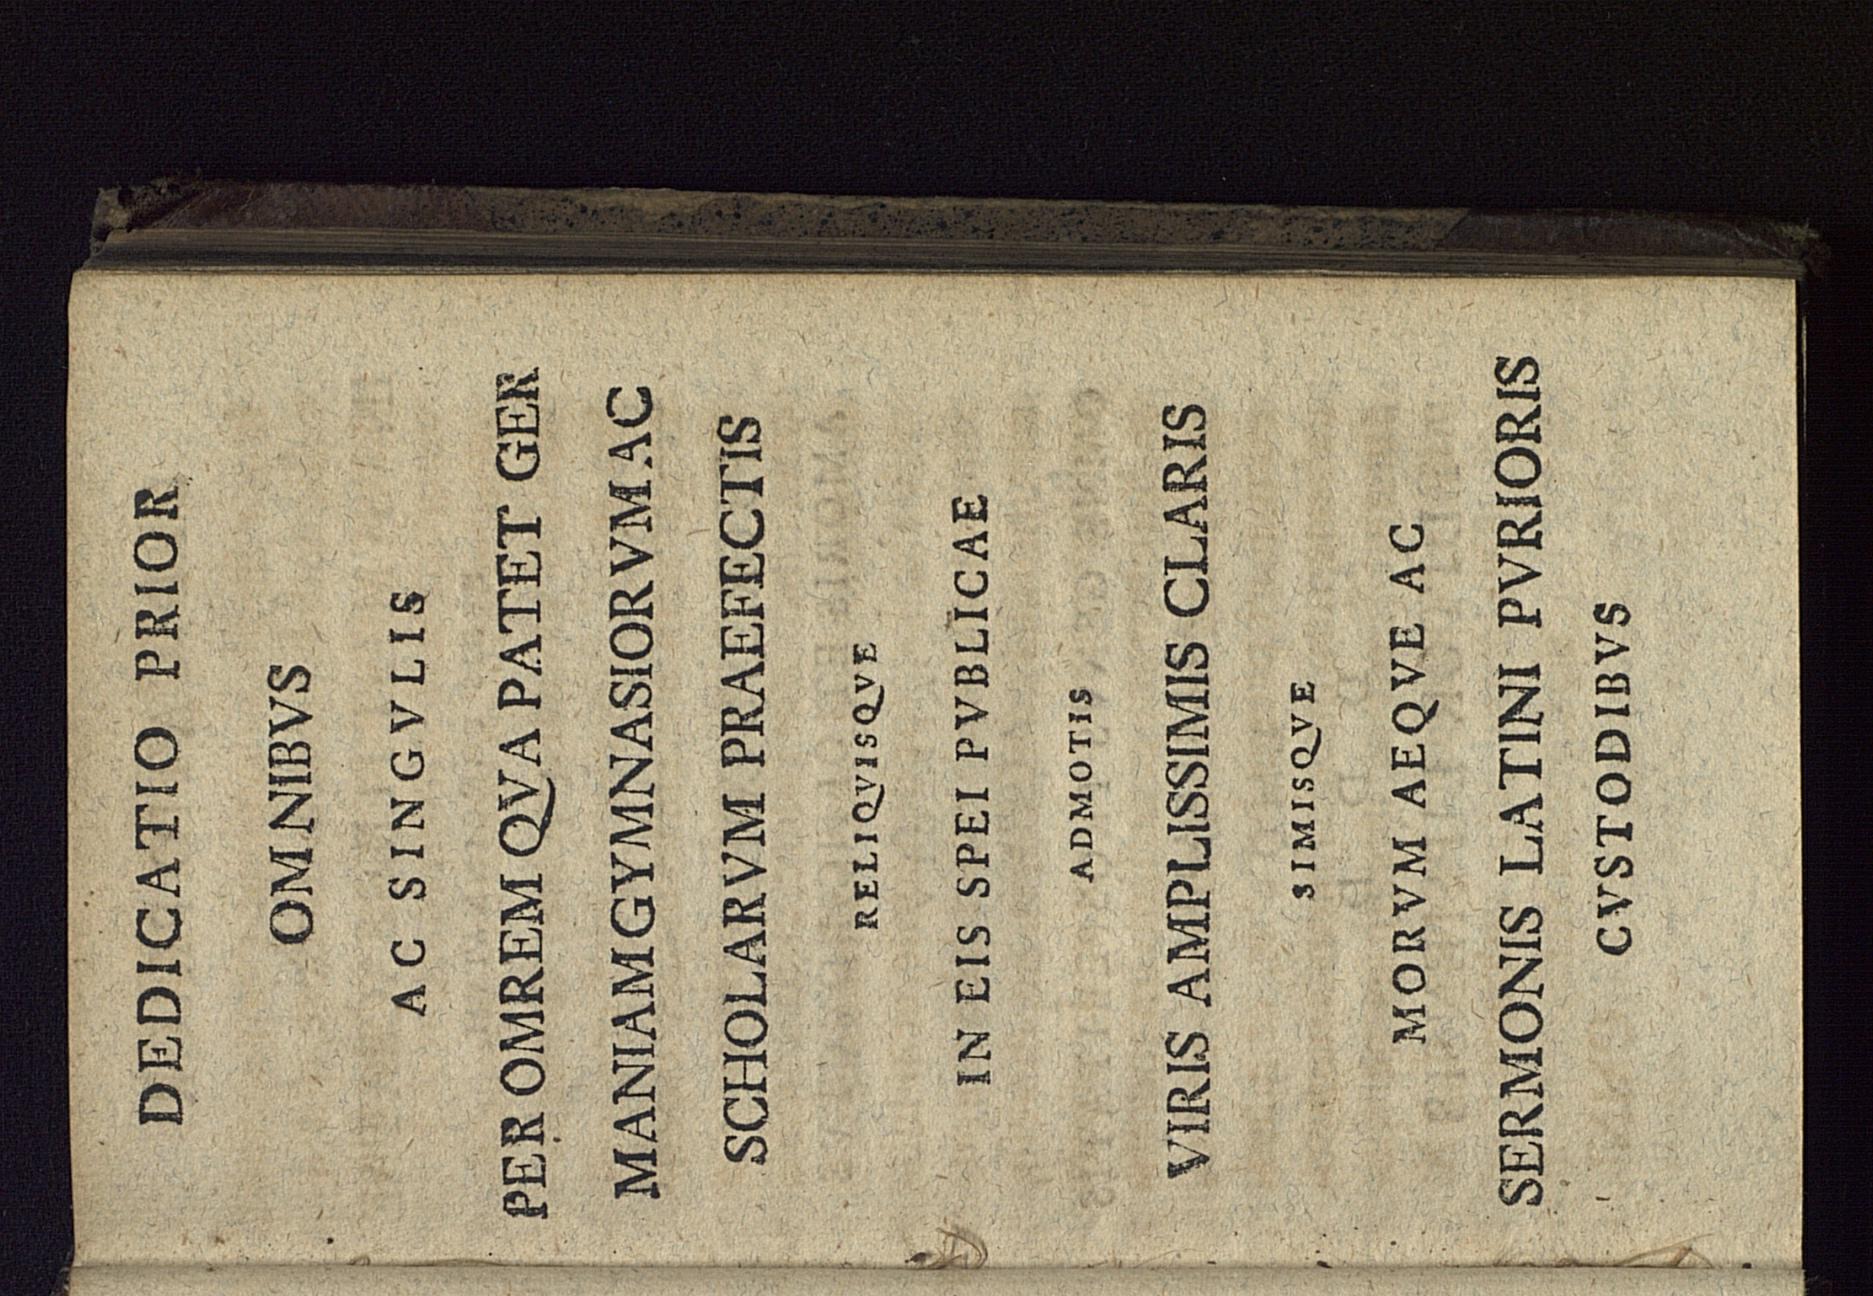 DEDICATIO PRIOR
OMNIBVS
AC SINGVLIS
PER OMREM QVA PATET GER
MANIAM GYMNASIORVM AC
SCHOLARVM PRAEFECTIS
RELIQVISQVE
IN EIS SPEI PVBLICAE
ADMOTIS
VIRIS AMPLISSIMIS CLARIS
SIMISQVE
MORVM AEQVE AC
SERMONIS LATINI PVRIORIS
CVSTODIBVS